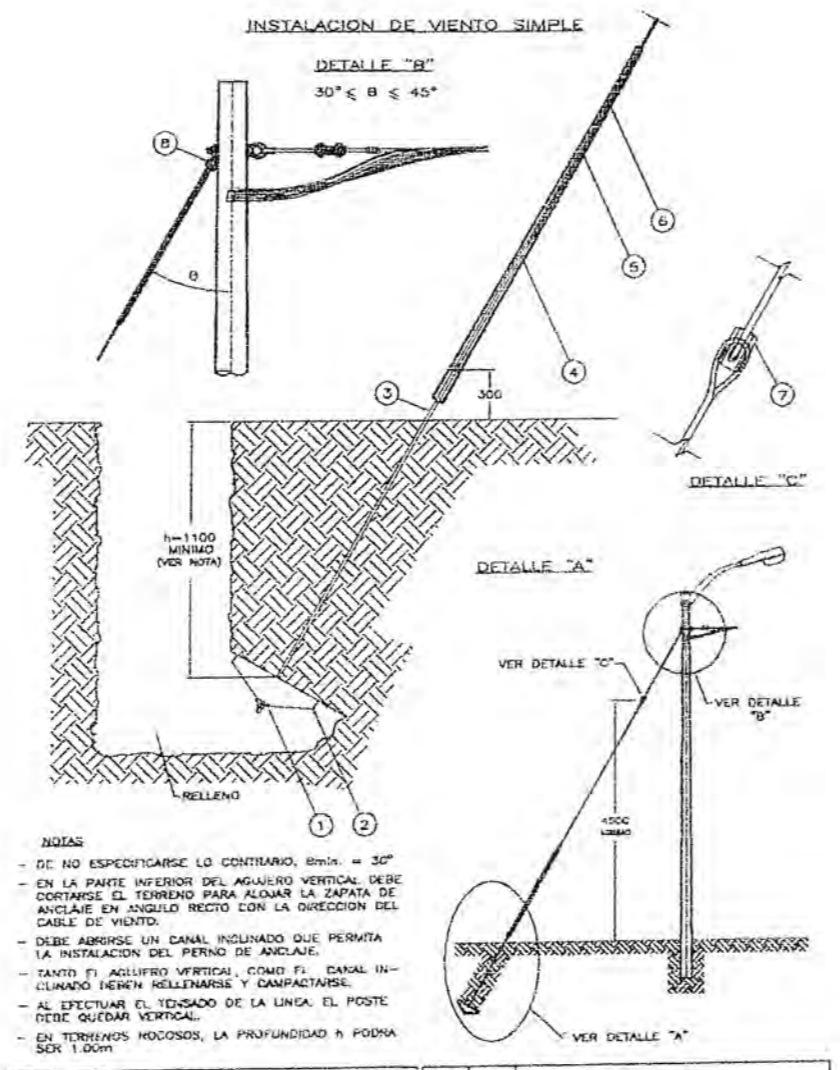 INSTALACION DE VIENTO SIMPLE
DETALLE "B"
30° ≤ θ ≤ 45°
8
θ
6
5
4
3
300
7
DETALLE "C"
h=1100
MINIMO
(VER NOTA)
DETALLE "A"
VER DETALLE "C"
VER DETALLE
"B"
4500
RELLENO
1
2
VER DETALLE "A"
NOTAS
- DE NO ESPECIFICARSE LO CONTRARIO, θmin. = 30°
- EN LA PARTE INFERIOR DEL AGUJERO VERTICAL DEBE
CORTARSE EL TERRENO PARA ALOJAR LA ZAPATA DE
ANCLAJE EN ANGULO RECTO CON LA DIRECCION DEL
CABLE DE VIENTO.
- DEBE ABRIRSE UN CANAL INCLINADO QUE PERMITA
LA INSTALACION DEL PERNO DE ANCLAJE.
- TANTO EL AGUJERO VERTICAL, COMO EL CANAL IN-
CLINADO DEBEN RELLENARSE Y CAMPACTARSE.
- AL EFECTUAR EL TENSADO DE LA LINEA, EL POSTE
DEBE QUEDAR VERTICAL.
- EN TERRENOS ROCOSOS, LA PROFUNDIDAD h PODRA
SER 1.00m